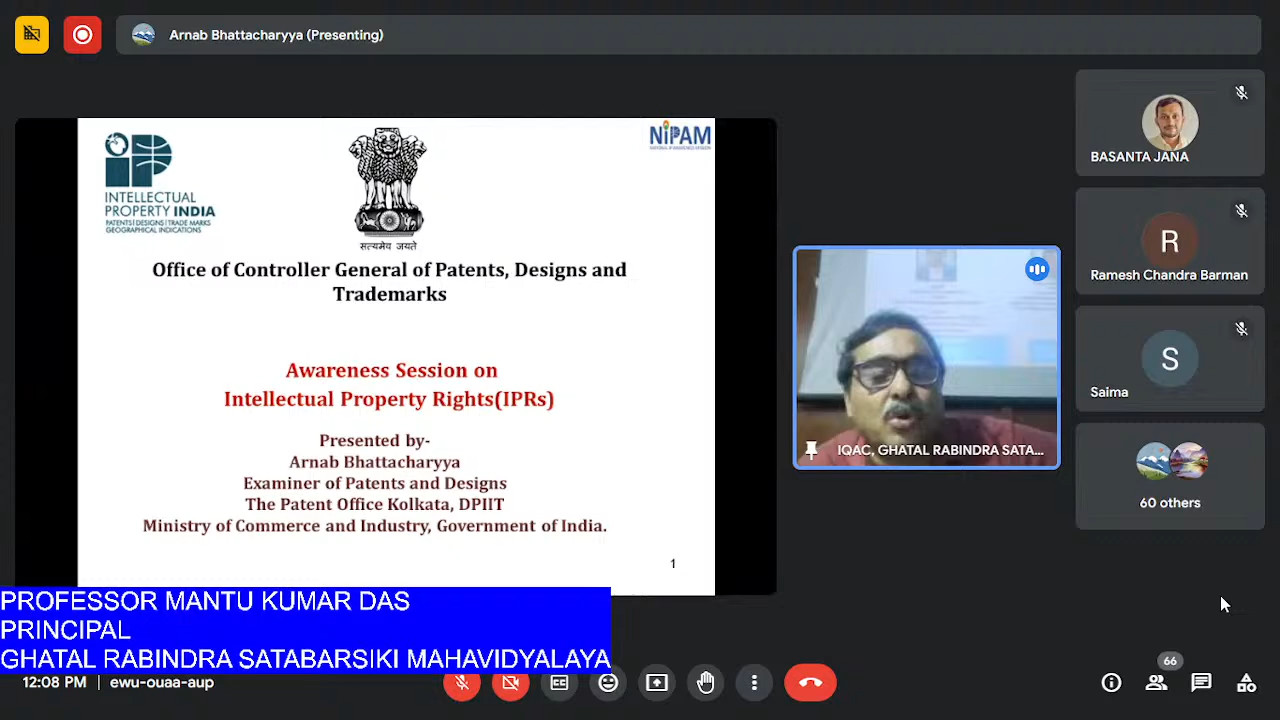 Arnab Bhattacharyya (Presenting)
iP
INTELLECTUAL
PROPERTY INDIA
PATENTS | DESIGNS | TRADE MARKS
GEOGRAPHICAL INDICATIONS
सत्यमेव जयते
NIPAM
Office of Controller General of Patents, Designs and
Trademarks
Awareness Session on
Intellectual Property Rights(IPRs)
Presented by-
Arnab Bhattacharyya
Examiner of Patents and Designs
The Patent Office Kolkata, DPIIT
Ministry of Commerce and Industry, Government of India.
1
IQAC, GHATAL RABINDRA SATA...
BASANTA JANA
R
Ramesh Chandra Barman
S
Saima
60 others
PROFESSOR MANTU KUMAR DAS
PRINCIPAL
GHATAL RABINDRA SATABARSIKI MAHAVIDYALAYA
12:08 PM | ewu-ouaa-aup
66